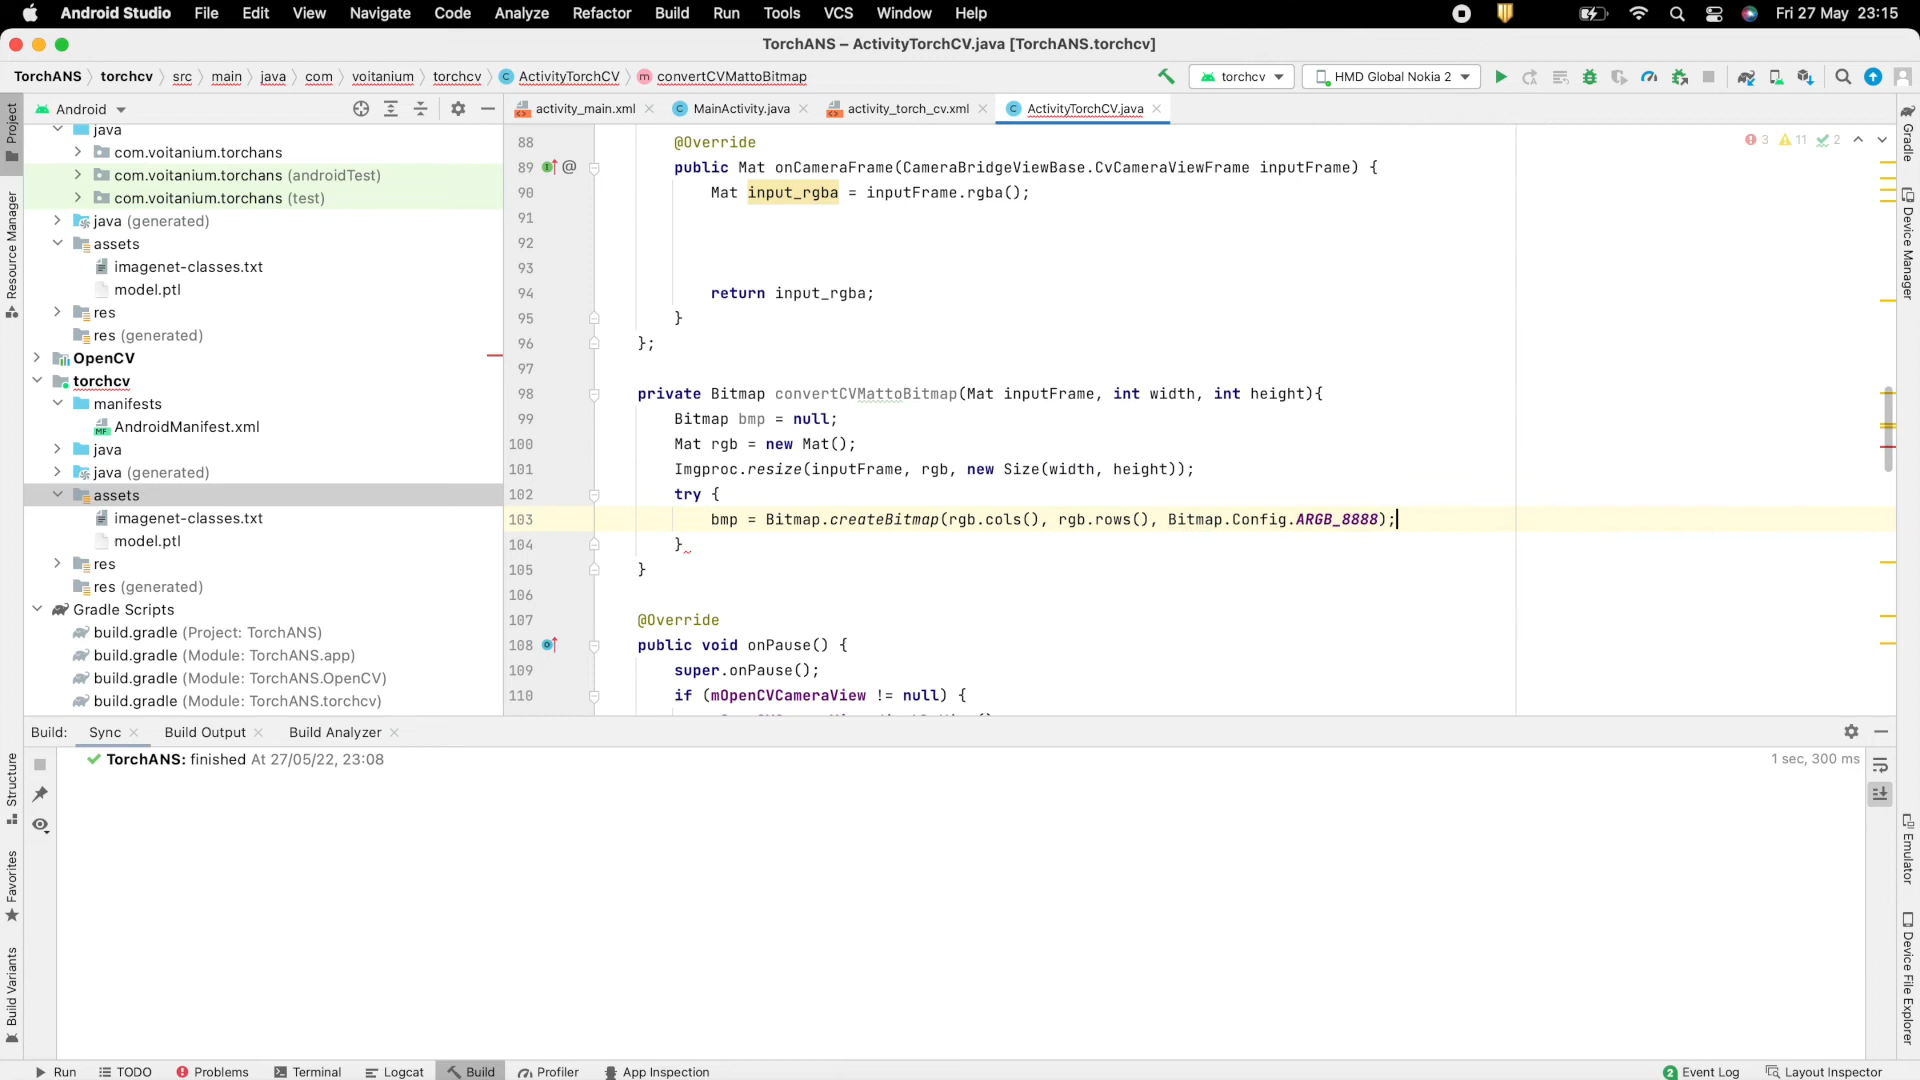 Android Studio File Edit View Navigate Code Analyze Refactor Build Run Tools VCS Window Help Fri 27 May 23:15
TorchANS – ActivityTorchCV.java [TorchANS.torchcv]
TorchANS torchcv src main java com voitanium torchcv ActivityTorchCV convertCVMattoBitmap torchcv HMD Global Nokia 2
Android
activity_main.xml MainActivity.java activity_torch_cv.xml ActivityTorchCV.java
Project
Resource Manager
Structure
Favorites
Build Variants
java
com.voitanium.torchans
com.voitanium.torchans (androidTest)
com.voitanium.torchans (test)
java (generated)
assets
imagenet-classes.txt
model.ptl
res
res (generated)
OpenCV
torchcv
manifests
AndroidManifest.xml
java
java (generated)
assets
imagenet-classes.txt
model.ptl
res
res (generated)
Gradle Scripts
build.gradle (Project: TorchANS)
build.gradle (Module: TorchANS.app)
build.gradle (Module: TorchANS.OpenCV)
build.gradle (Module: TorchANS.torchcv)
3 11 2
88 @Override
89 @ public Mat onCameraFrame(CameraBridgeViewBase.CvCameraViewFrame inputFrame) {
90 Mat input_rgba = inputFrame.rgba();
91
92
93
94 return input_rgba;
95 }
96 };
97
98 private Bitmap convertCVMattoBitmap(Mat inputFrame, int width, int height){
99 Bitmap bmp = null;
100 Mat rgb = new Mat();
101 Imgproc.resize(inputFrame, rgb, new Size(width, height));
102 try {
103 bmp = Bitmap.createBitmap(rgb.cols(), rgb.rows(), Bitmap.Config.ARGB_8888);
104 }
105 }
106
107 @Override
108 public void onPause() {
109 super.onPause();
110 if (mOpenCVCameraView != null) {
Gradle
Device Manager
Emulator
Device File Explorer
Build: Sync Build Output Build Analyzer
TorchANS: finished At 27/05/22, 23:08 1 sec, 300 ms
Run TODO Problems Terminal Logcat Build Profiler App Inspection 2 Event Log Layout Inspector